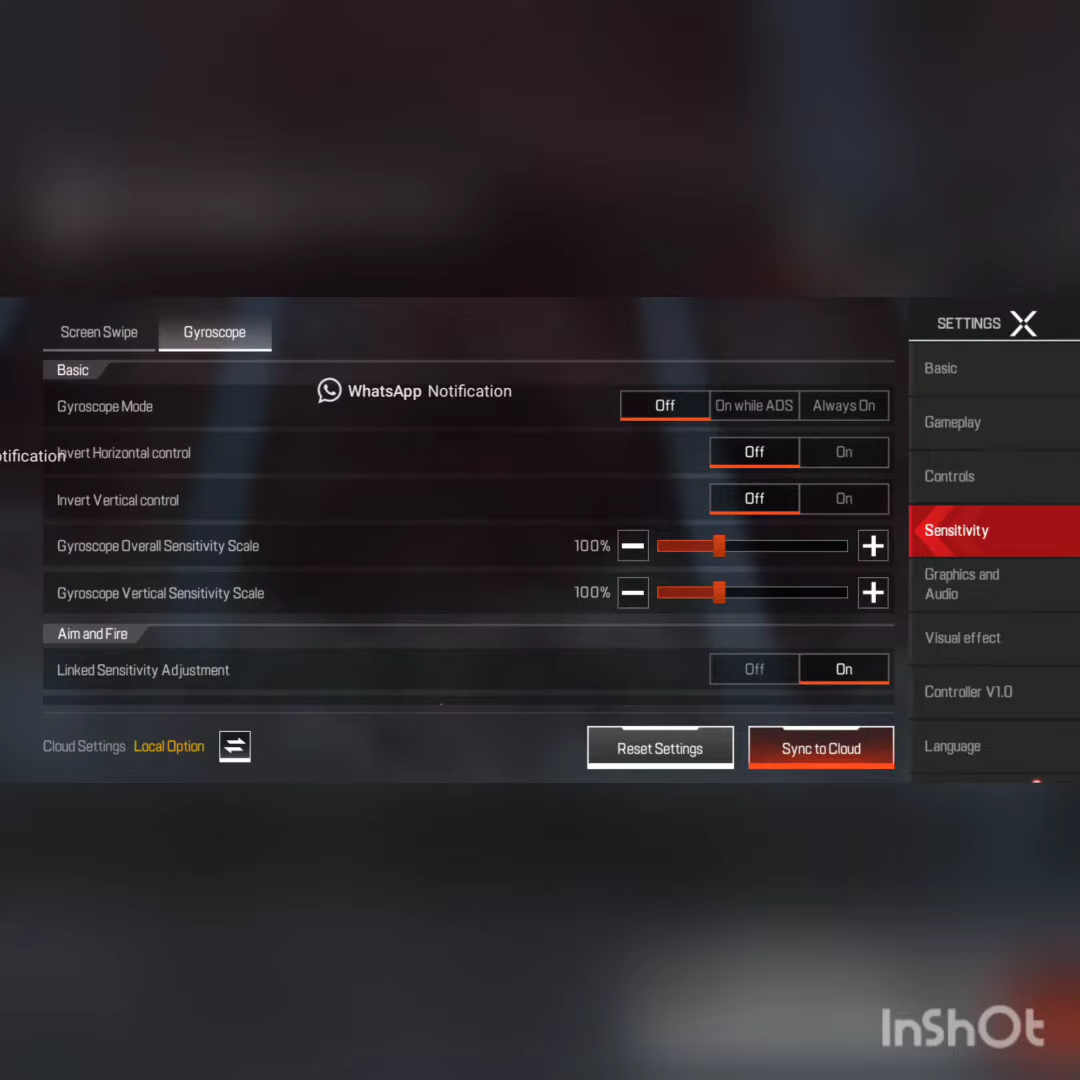 SETTINGS
Screen Swipe
Gyroscope
Basic
Basic
WhatsApp Notification
Gyroscope Mode
Off
On while ADS
Always On
Gameplay
otification
nvert Horizontal control
Off
On
Controls
Invert Vertical control
Off
On
Sensitivity
Gyroscope Overall Sensitivity Scale
100%
Graphics and
Audio
Gyroscope Vertical Sensitivity Scale
100%
Aim and Fire
Visual effect
Linked Sensitivity Adjustment
Off
On
Controller V1.0
Cloud Settings Local Option
Reset Settings
Sync to Cloud
Language
InShOt